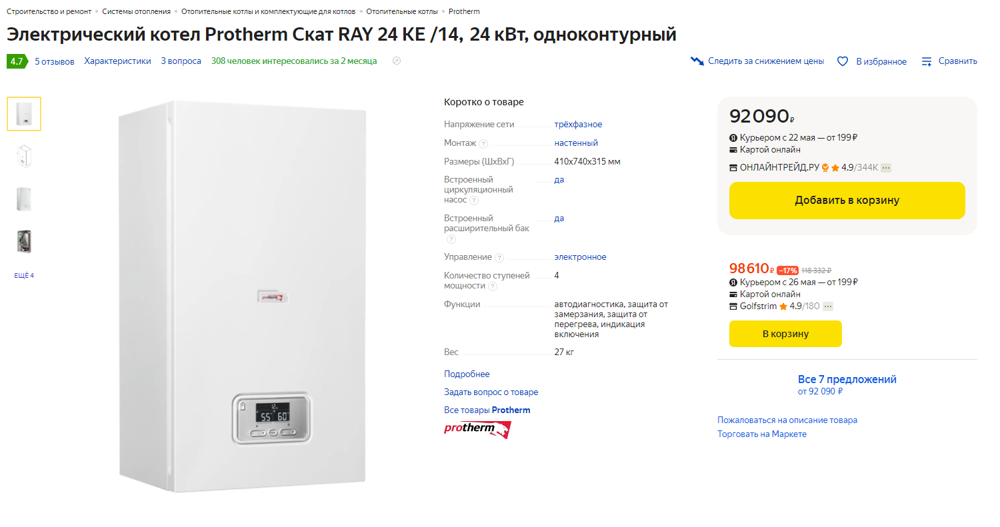 Строительство и ремонт • Системы отопления • Отопительные котлы и комплектующие для котлов • Отопительные котлы • Protherm
Электрический котел Protherm Скат RAY 24 KE /14, 24 кВт, одноконтурный
4.7 5 отзывов Характеристики 3 вопроса 308 человек интересовались за 2 месяца
Следить за снижением цены В избранное Сравнить
ЕЩЁ 4
protherm
12
55° 60°
Коротко о товаре
Напряжение сети трёхфазное
Монтаж ? настенный
Размеры (ШхВхГ) 410x740x315 мм
Встроенный да
циркуляционный
насос ?
Встроенный да
расширительный бак
?
Управление ? электронное
Количество ступеней 4
мощности ?
Функции автодиагностика, защита от
замерзания, защита от
перегрева, индикация
включения
Вес 27 кг
Подробнее
Задать вопрос о товаре
Все товары Protherm
protherm
92 090 ₽
Я Курьером с 22 мая — от 199 ₽
Картой онлайн
ОНЛАЙНТРЕЙД.РУ 4.9/344K ...
Добавить в корзину
98 610 ₽ –17% 118 332 ₽
Я Курьером с 26 мая — от 199 ₽
Картой онлайн
Golfstrim 4.9/180 ...
В корзину
Все 7 предложений
от 92 090 ₽
Пожаловаться на описание товара
Торговать на Маркете